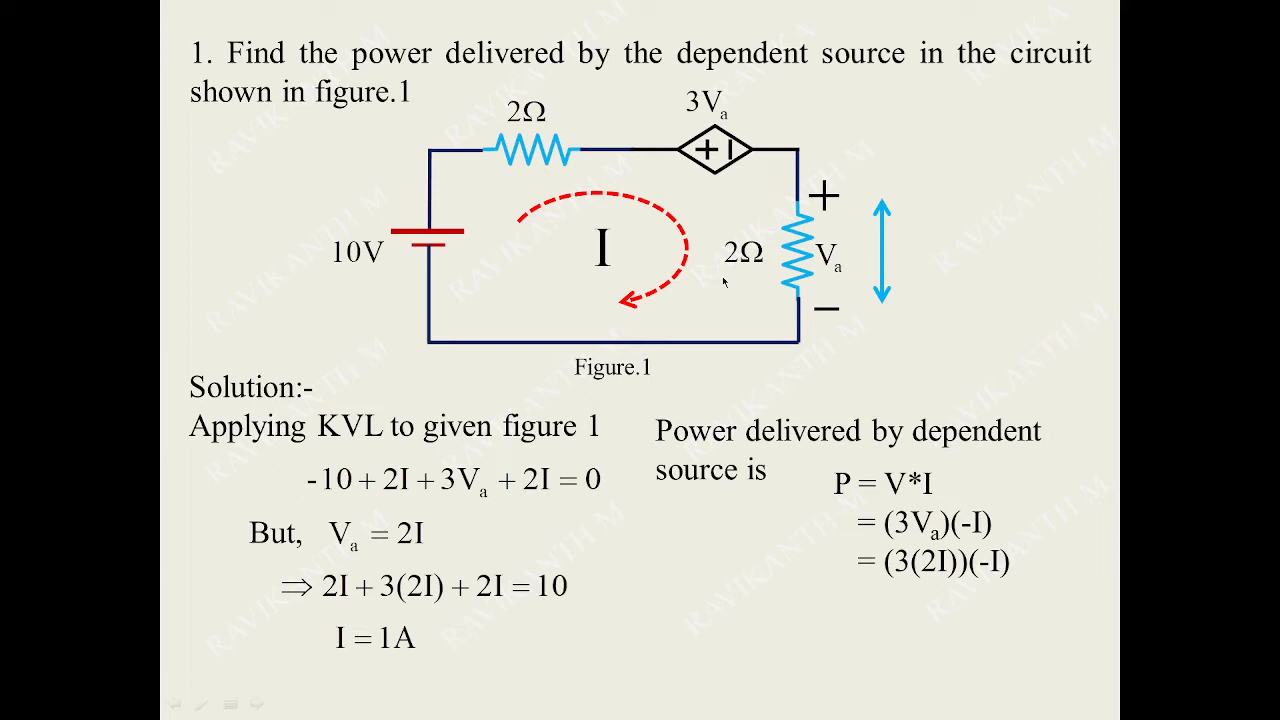 1. Find the power delivered by the dependent source in the circuit
shown in figure.1
2Ω
3Vₐ
+ I
10V
I
2Ω
+
Vₐ
−
Figure.1
Solution:-
Applying KVL to given figure 1
-10 + 2I + 3Vₐ + 2I = 0
But, Vₐ = 2I
⇒ 2I + 3(2I) + 2I = 10
I = 1A
Power delivered by dependent
source is
P = V*I
= (3Vₐ)(-I)
= (3(2I))(-I)
RAVIKANTH M